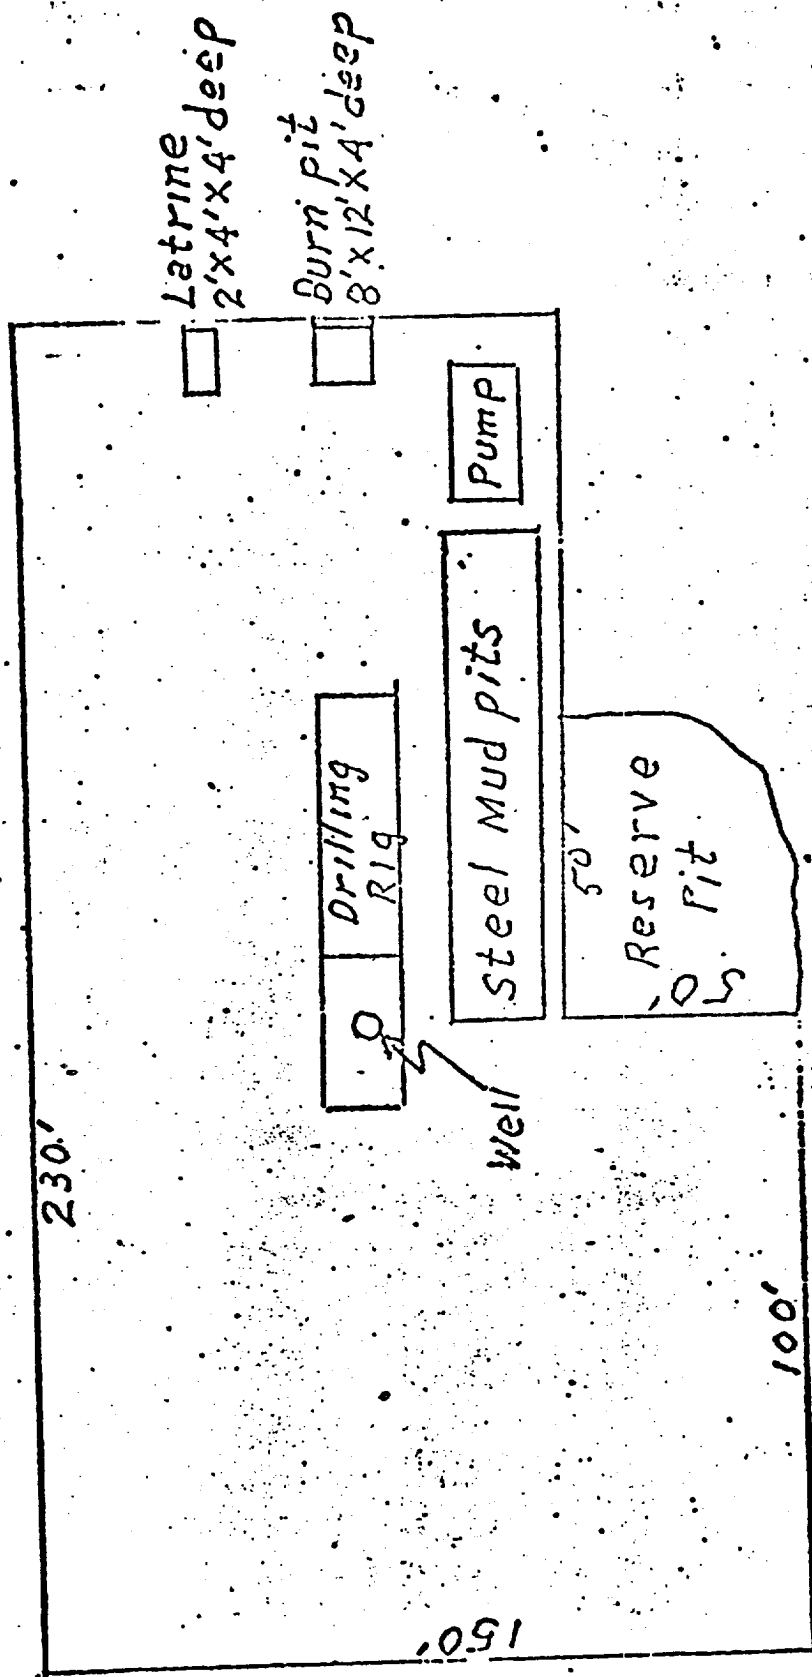 230.'
Latrine
2'x4'x4'deep
Burn pit
8'x12'x4'deep
Drilling
Rig
Well
Steel Mud pits
Pump
50'
Reserve
Pit
50'
150'
100'